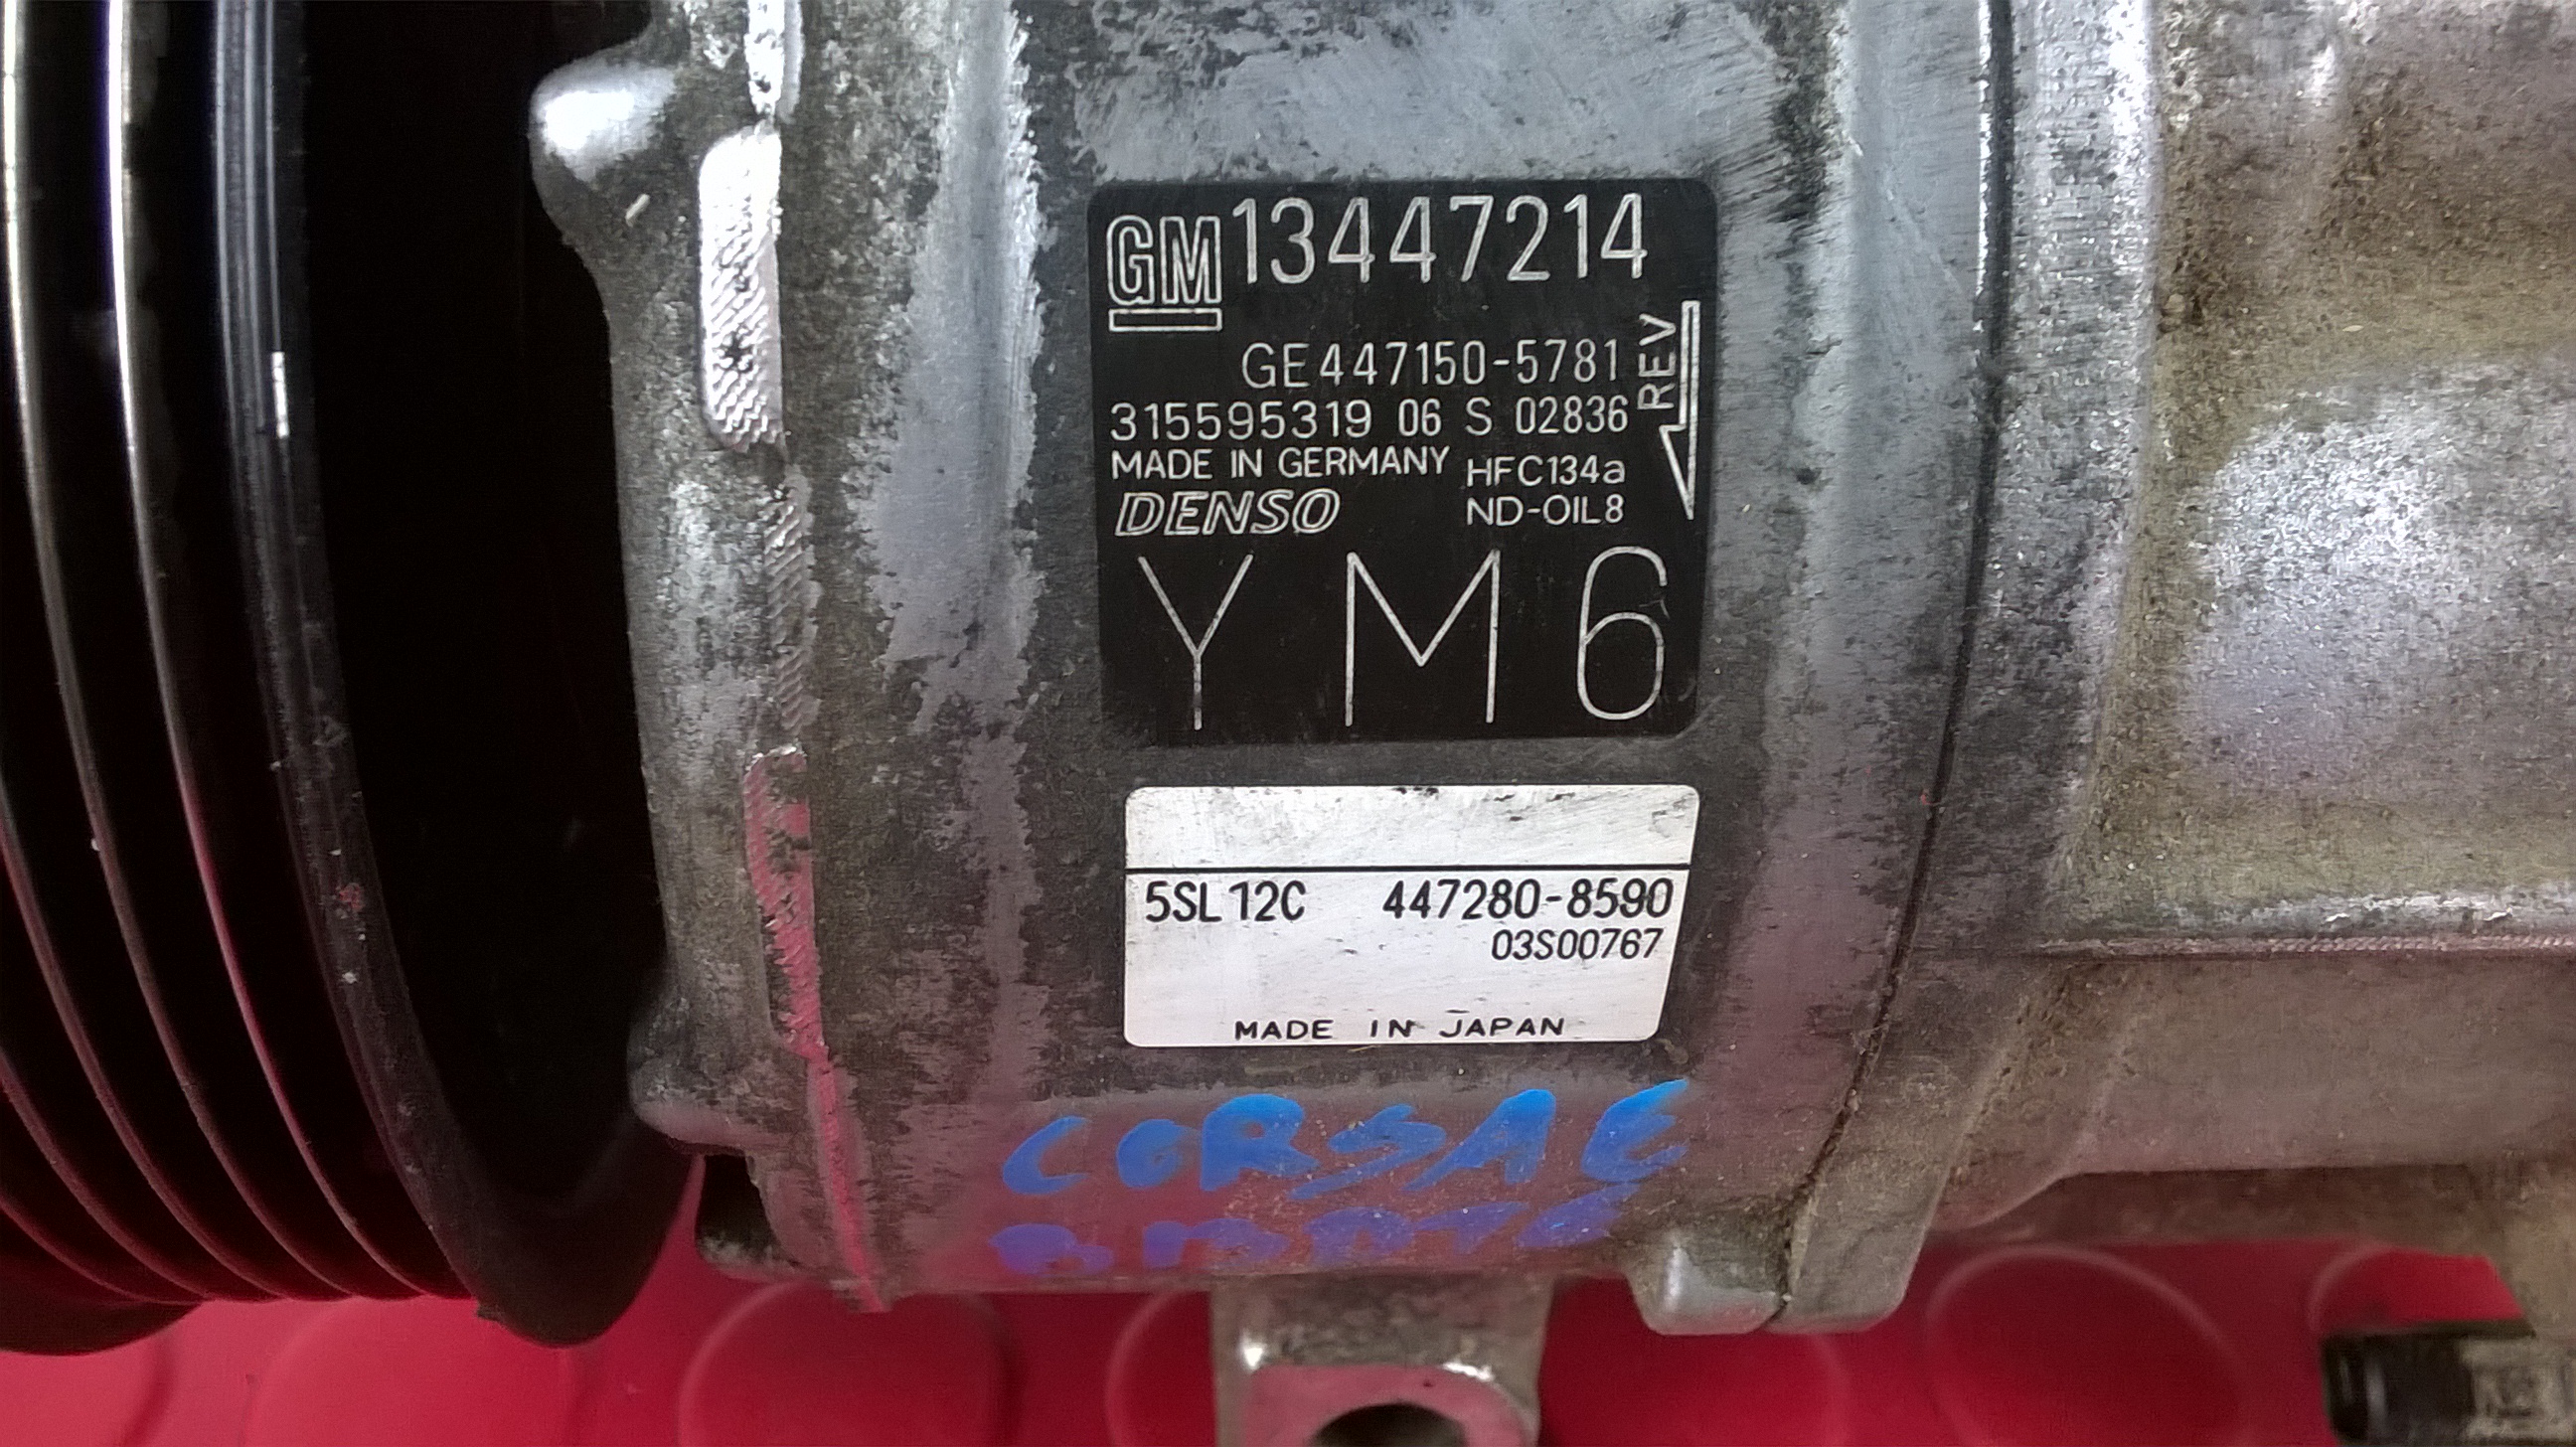 GM 13447214
GE447150-5781
REV
315595319 06 S 02836
MADE IN GERMANY HFC134a
DENSO ND-OIL8
YM6
5SL12C 447280-8590
03S00767
MADE IN JAPAN
CORSA E
B13DTE